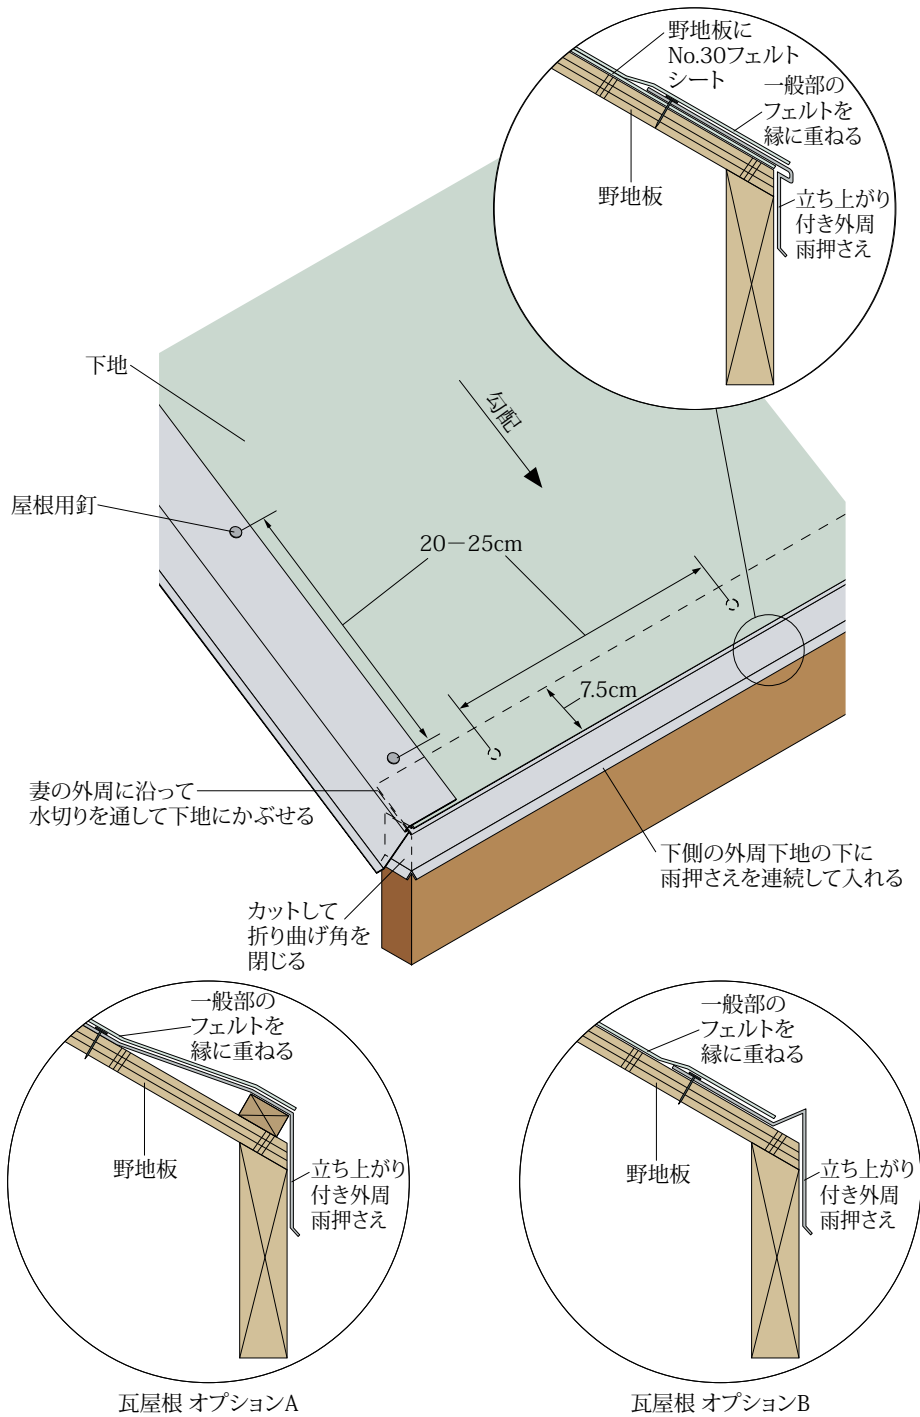 野地板に
No.30フェルト
シート
一般部の
フェルトを
縁に重ねる
野地板
立ち上がり
付き外周
雨押さえ
下地
勾配
屋根用釘
20－25cm
7.5cm
妻の外周に沿って
水切りを通して下地にかぶせる
下側の外周下地の下に
雨押さえを連続して入れる
カットして
折り曲げ角を
閉じる
一般部の
フェルトを
縁に重ねる
野地板
立ち上がり
付き外周
雨押さえ
瓦屋根 オプションA
一般部の
フェルトを
縁に重ねる
野地板
立ち上がり
付き外周
雨押さえ
瓦屋根 オプションB